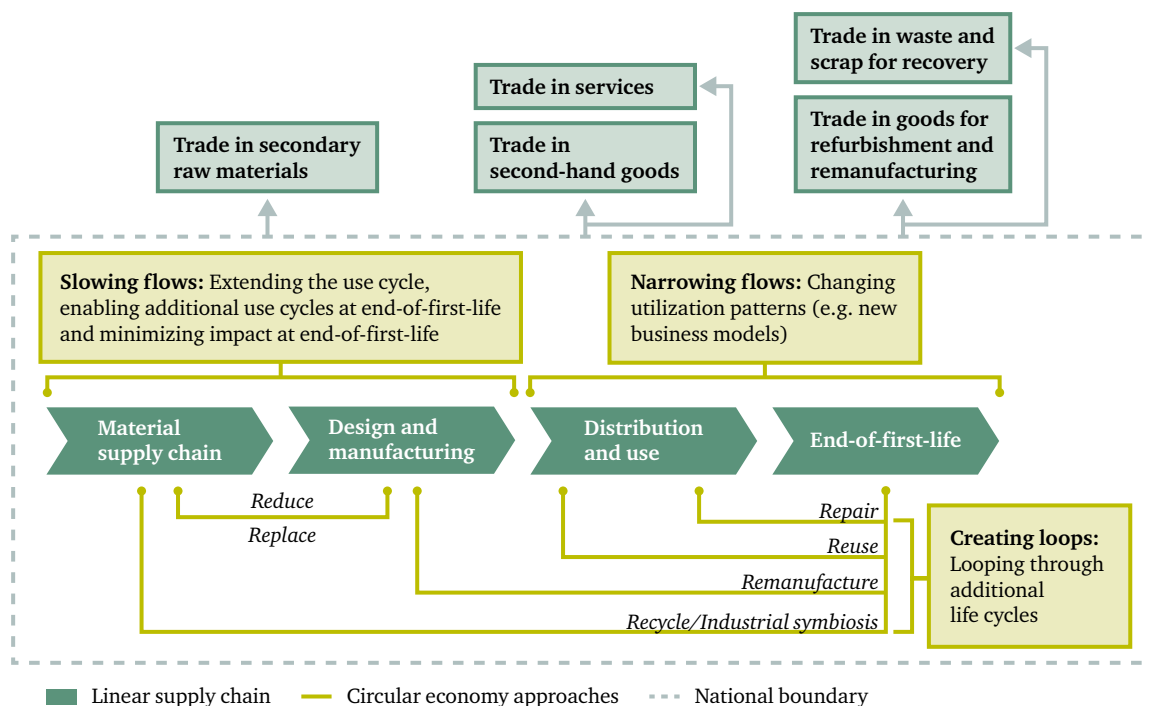 Trade in waste and
scrap for recovery
Trade in services
Trade in goods for
refurbishment and
remanufacturing
Trade in secondary
raw materials
Trade in
second-hand goods
Slowing flows: Extending the use cycle,
enabling additional use cycles at end-of-first-life
and minimizing impact at end-of-first-life
Narrowing flows: Changing
utilization patterns (e.g. new
business models)
Material
supply chain
Design and
manufacturing
Distribution
and use
End-of-first-life
Reduce
Replace
Repair
Reuse
Remanufacture
Recycle/Industrial symbiosis
Creating loops:
Looping through
additional
life cycles
Linear supply chain
Circular economy approaches
National boundary